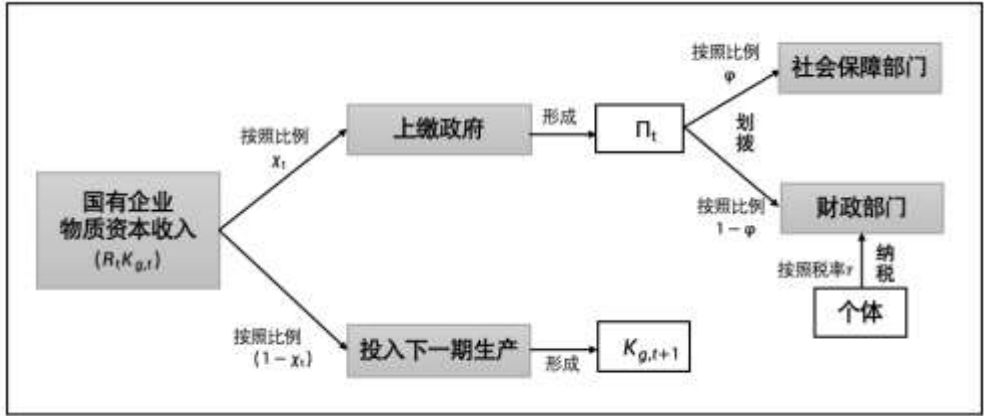 国有企业
物质资本收入
(RtKg,t)
按照比例
χt
上缴政府
形成
Πt
按照比例
φ
社会保障部门
划
拨
按照比例
1-φ
财政部门
按照税率τ
纳
税
个体
按照比例
(1-χt)
投入下一期生产
形成
Kg,t+1